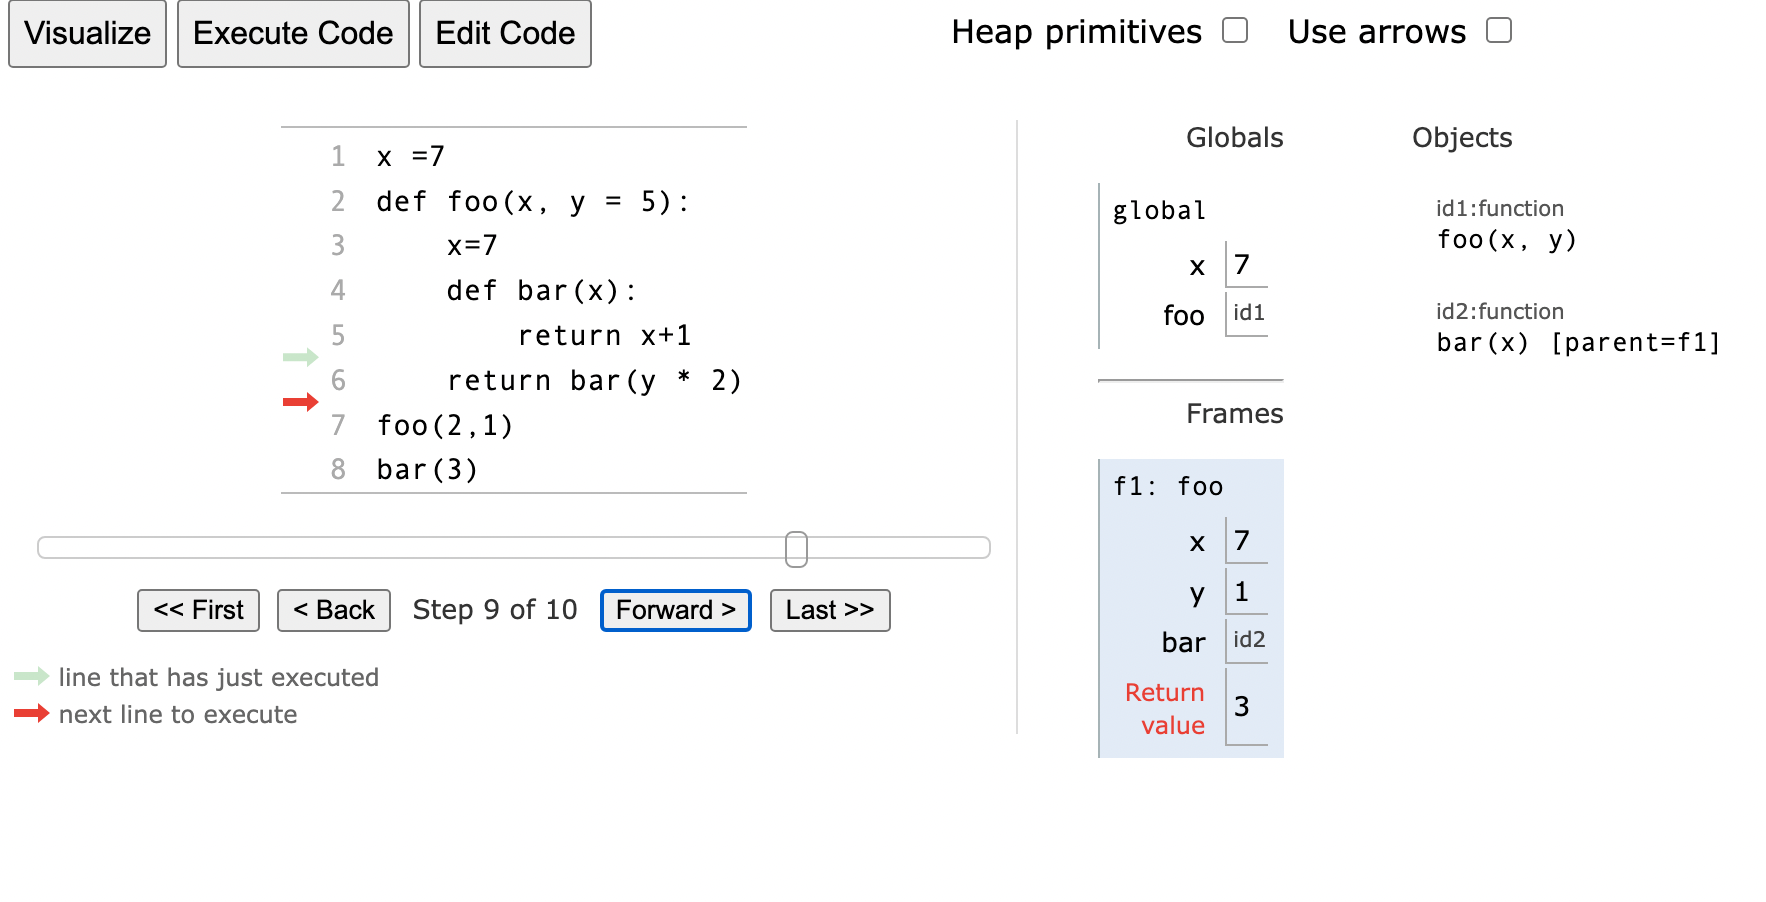 Visualize Execute Code Edit Code Heap primitives Use arrows
1 x =7
2 def foo(x, y = 5):
3     x=7
4     def bar(x):
5         return x+1
6     return bar(y * 2)
7 foo(2,1)
8 bar(3)
<< First < Back Step 9 of 10 Forward > Last >>
line that has just executed
next line to execute
Globals
global
x 7
foo id1
Frames
f1: foo
x 7
y 1
bar id2
Return
value 3
Objects
id1:function
foo(x, y)
id2:function
bar(x) [parent=f1]